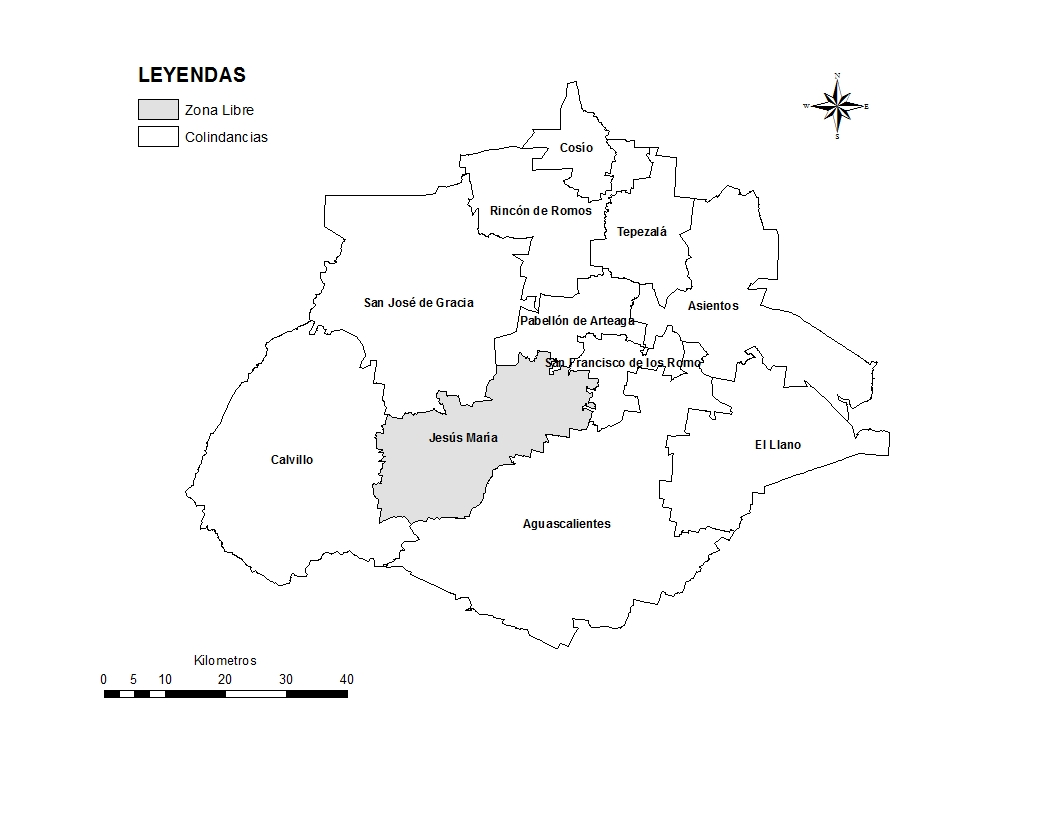 LEYENDAS
Zona Libre
Colindancias
N
W
E
S
Cosío
Rincón de Romos
Tepezalá
San José de Gracia
Asientos
Pabellón de Arteaga
San Francisco de los Romo
Jesús María
El Llano
Calvillo
Aguascalientes
Kilometros
0 5 10 20 30 40